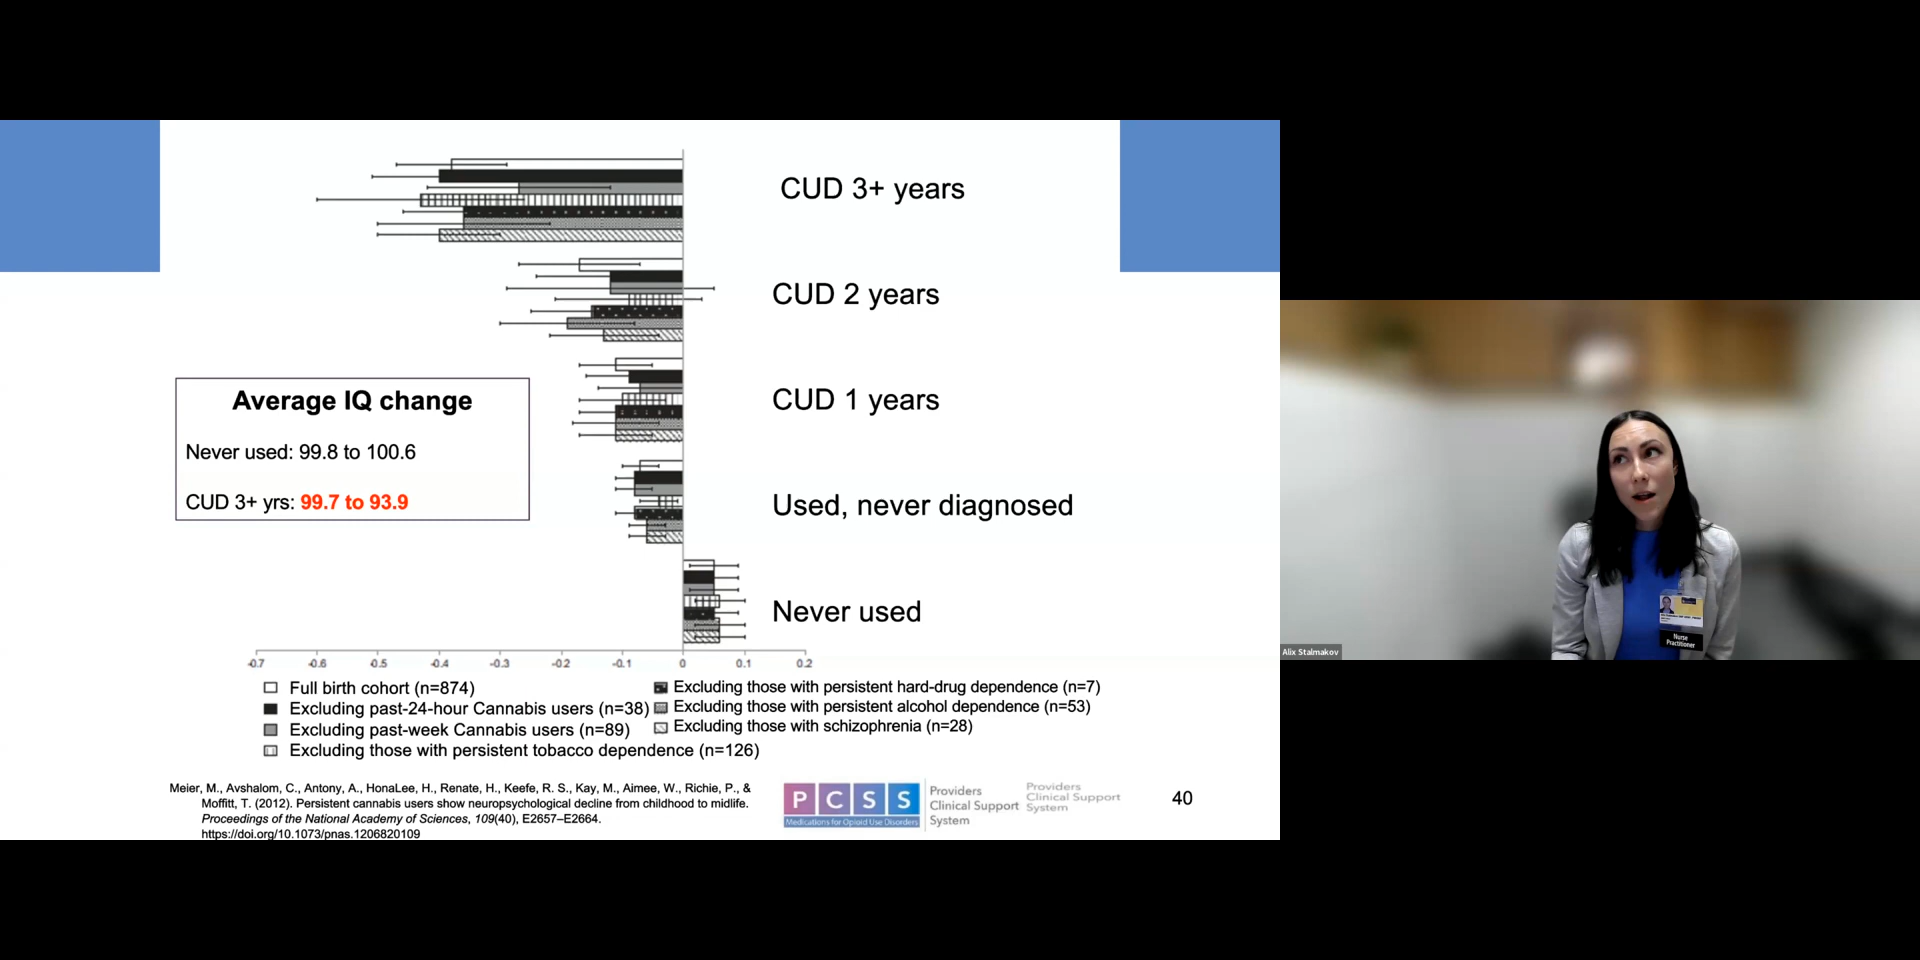 CUD 3+ years
CUD 2 years
CUD 1 years
Used, never diagnosed
Never used
Average IQ change
Never used: 99.8 to 100.6
CUD 3+ yrs: 99.7 to 93.9
-0.7 -0.6 -0.5 -0.4 -0.3 -0.2 -0.1 0 0.1 0.2
Full birth cohort (n=874)
Excluding past-24-hour Cannabis users (n=38)
Excluding past-week Cannabis users (n=89)
Excluding those with persistent tobacco dependence (n=126)
Excluding those with persistent hard-drug dependence (n=7)
Excluding those with persistent alcohol dependence (n=53)
Excluding those with schizophrenia (n=28)
Meier, M., Avshalom, C., Antony, A., HonaLee, H., Renate, H., Keefe, R. S., Kay, M., Aimee, W., Richie, P., &
Moffitt, T. (2012). Persistent cannabis users show neuropsychological decline from childhood to midlife.
Proceedings of the National Academy of Sciences, 109(40), E2657–E2664.
https://doi.org/10.1073/pnas.1206820109
PCSS
Medications for Opioid Use Disorders
Providers
Clinical Support
System
Providers
Clinical Support
System
40
Nurse
Practitioner
Alix Stalmakov